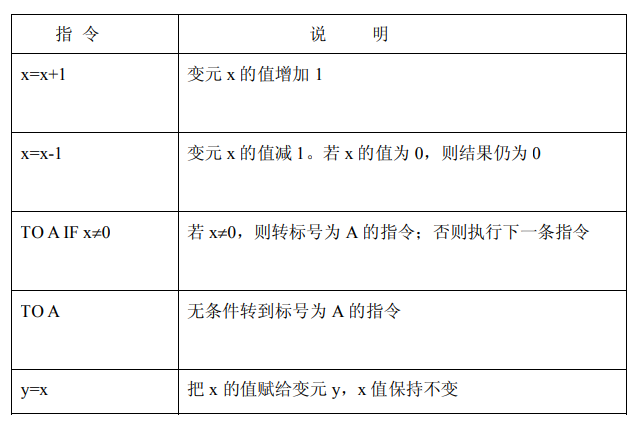 指 令 说 明
x=x+1 变元 x 的值增加 1
x=x-1 变元 x 的值减 1。若 x 的值为 0，则结果仍为 0
TO A IF x≠0 若 x≠0，则转标号为 A 的指令；否则执行下一条指令
TO A 无条件转到标号为 A 的指令
y=x 把 x 的值赋给变元 y，x 值保持不变